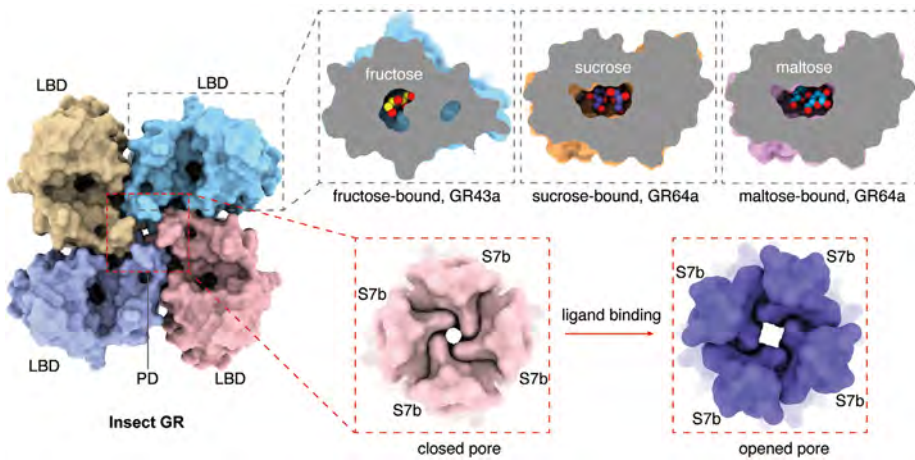 LBD
LBD
LBD
PD
LBD
Insect GR
fructose
sucrose
maltose
fructose-bound, GR43a
sucrose-bound, GR64a
maltose-bound, GR64a
S7b
S7b
S7b
S7b
closed pore
ligand binding
S7b
S7b
S7b
S7b
opened pore